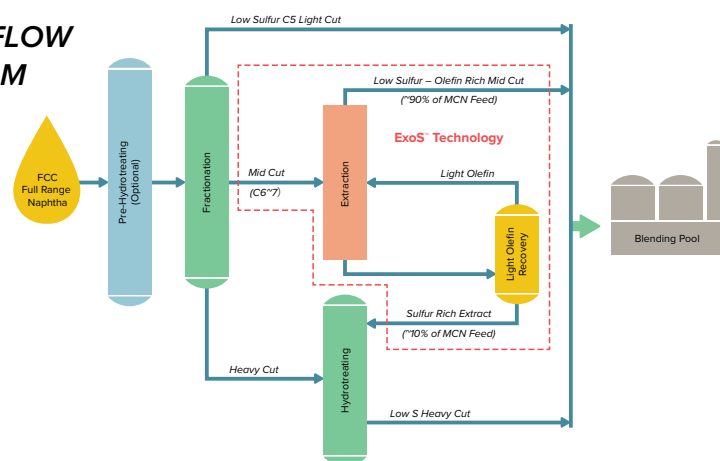 FLOW
M
Low Sulfur C5 Light Cut
Low Sulfur – Olefin Rich Mid Cut
(~90% of MCN Feed)
ExoS™ Technology
FCC
Full Range
Naphtha
Pre-Hydrotreating
(Optional)
Fractionation
Mid Cut
(C6~7)
Extraction
Light Olefin
Light Olefin
Recovery
Blending Pool
Sulfur Rich Extract
(~10% of MCN Feed)
Heavy Cut
Hydrotreating
Low S Heavy Cut